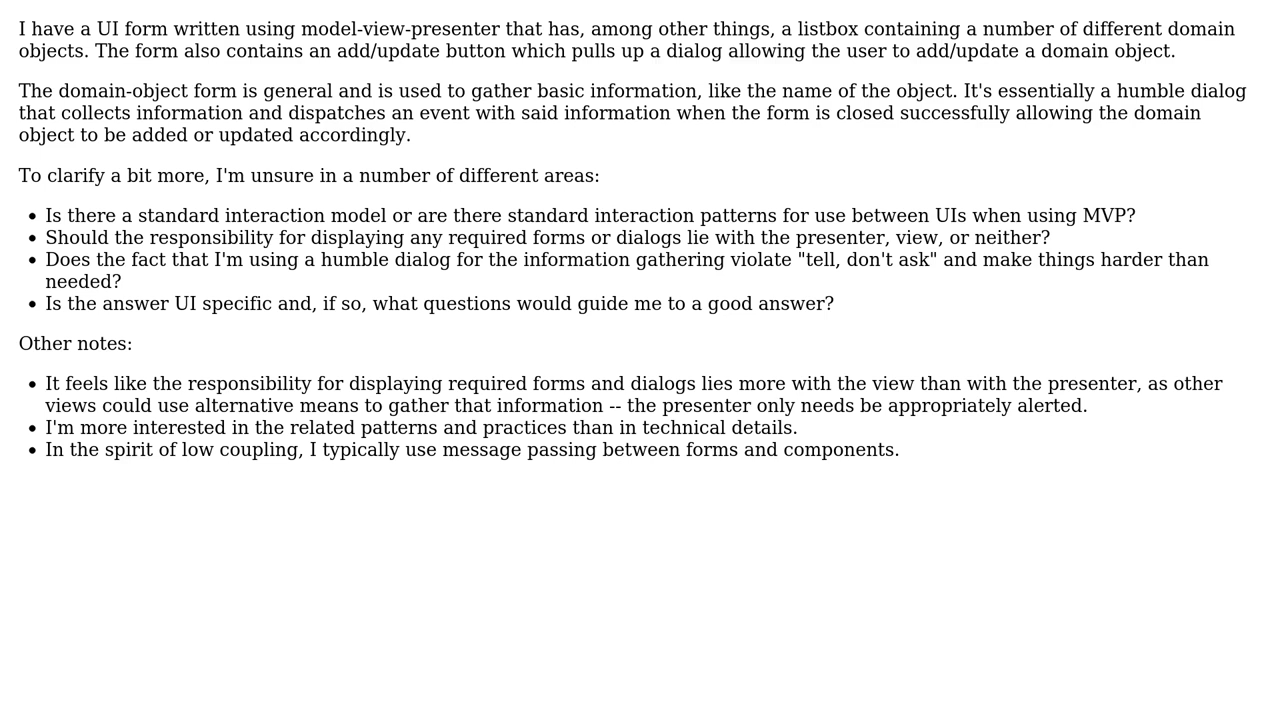 I have a UI form written using model-view-presenter that has, among other things, a listbox containing a number of different domain
objects. The form also contains an add/update button which pulls up a dialog allowing the user to add/update a domain object.
The domain-object form is general and is used to gather basic information, like the name of the object. It's essentially a humble dialog
that collects information and dispatches an event with said information when the form is closed successfully allowing the domain
object to be added or updated accordingly.
To clarify a bit more, I'm unsure in a number of different areas:
• Is there a standard interaction model or are there standard interaction patterns for use between UIs when using MVP?
• Should the responsibility for displaying any required forms or dialogs lie with the presenter, view, or neither?
• Does the fact that I'm using a humble dialog for the information gathering violate "tell, don't ask" and make things harder than
needed?
• Is the answer UI specific and, if so, what questions would guide me to a good answer?
Other notes:
• It feels like the responsibility for displaying required forms and dialogs lies more with the view than with the presenter, as other
views could use alternative means to gather that information -- the presenter only needs be appropriately alerted.
• I'm more interested in the related patterns and practices than in technical details.
• In the spirit of low coupling, I typically use message passing between forms and components.